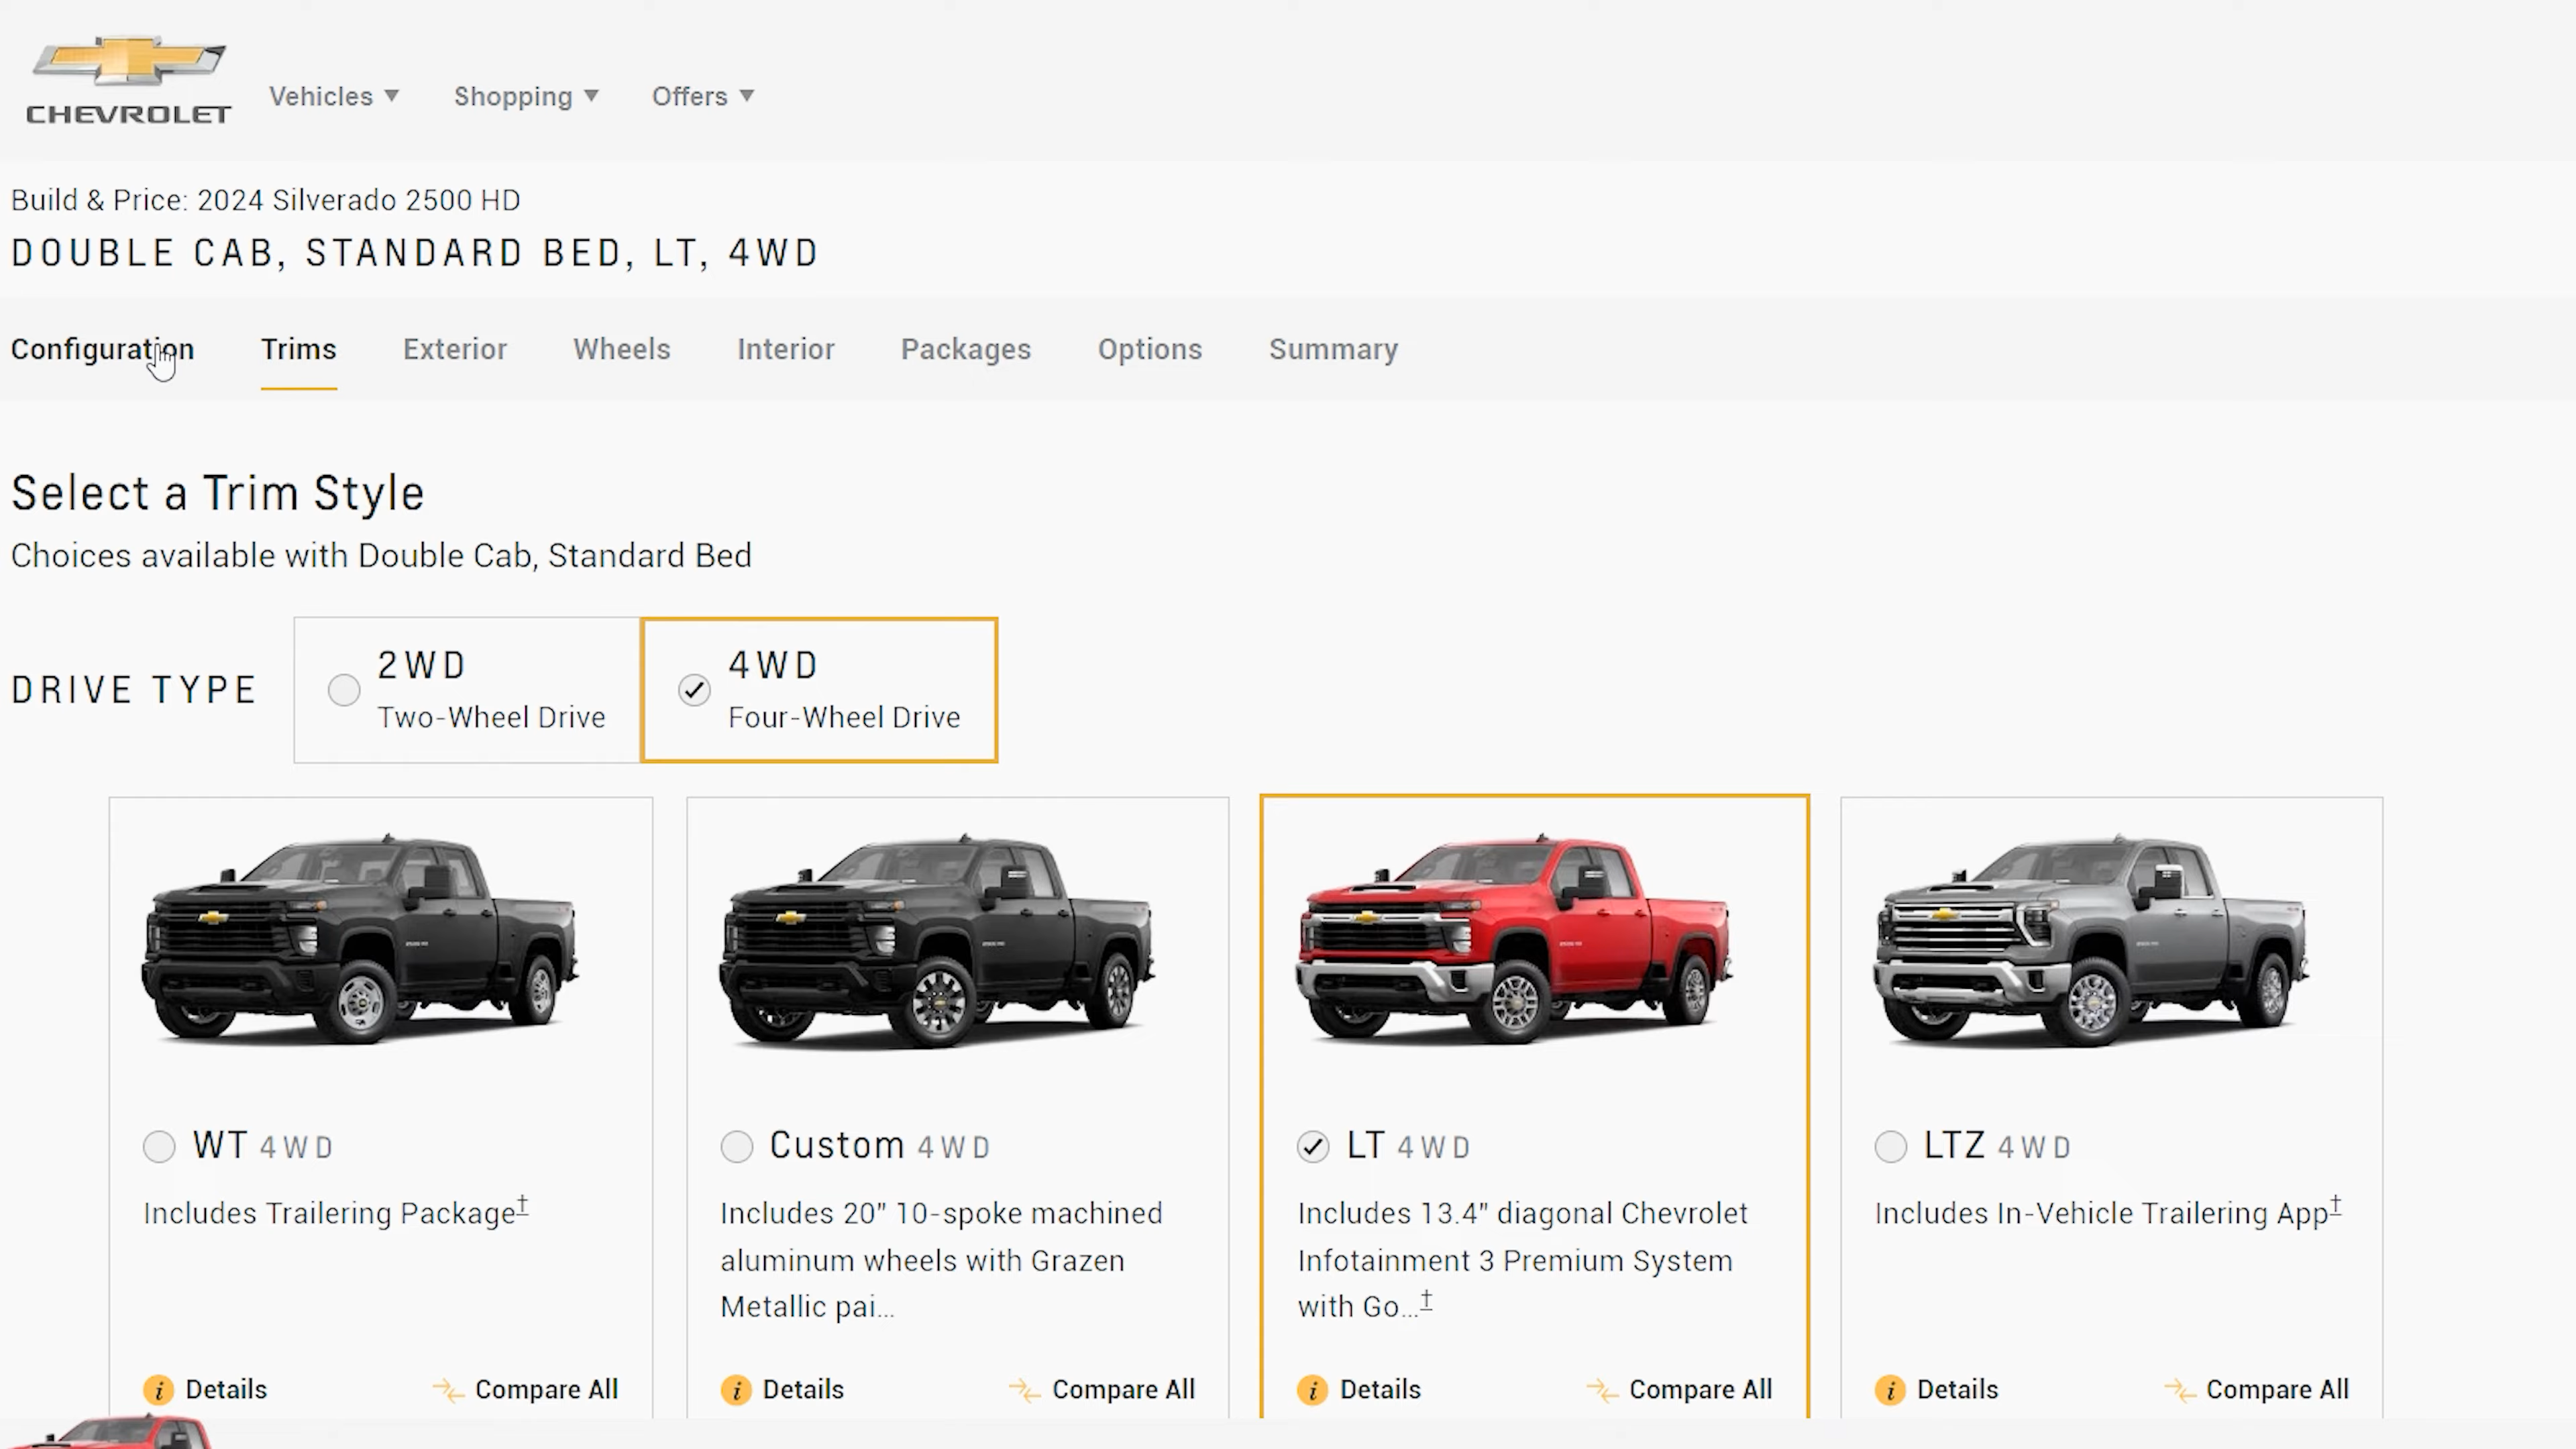 CHEVROLET
Vehicles ▼ Shopping ▼ Offers ▼
Build & Price: 2024 Silverado 2500 HD
DOUBLE CAB, STANDARD BED, LT, 4WD
Configuration Trims Exterior Wheels Interior Packages Options Summary
Select a Trim Style
Choices available with Double Cab, Standard Bed
DRIVE TYPE
2WD
Two-Wheel Drive
4WD
Four-Wheel Drive
WT 4WD
Includes Trailering Package†
Details Compare All
Custom 4WD
Includes 20" 10-spoke machined
aluminum wheels with Grazen
Metallic pai...
Details Compare All
LT 4WD
Includes 13.4" diagonal Chevrolet
Infotainment 3 Premium System
with Go...†
Details Compare All
LTZ 4WD
Includes In-Vehicle Trailering App†
Details Compare All